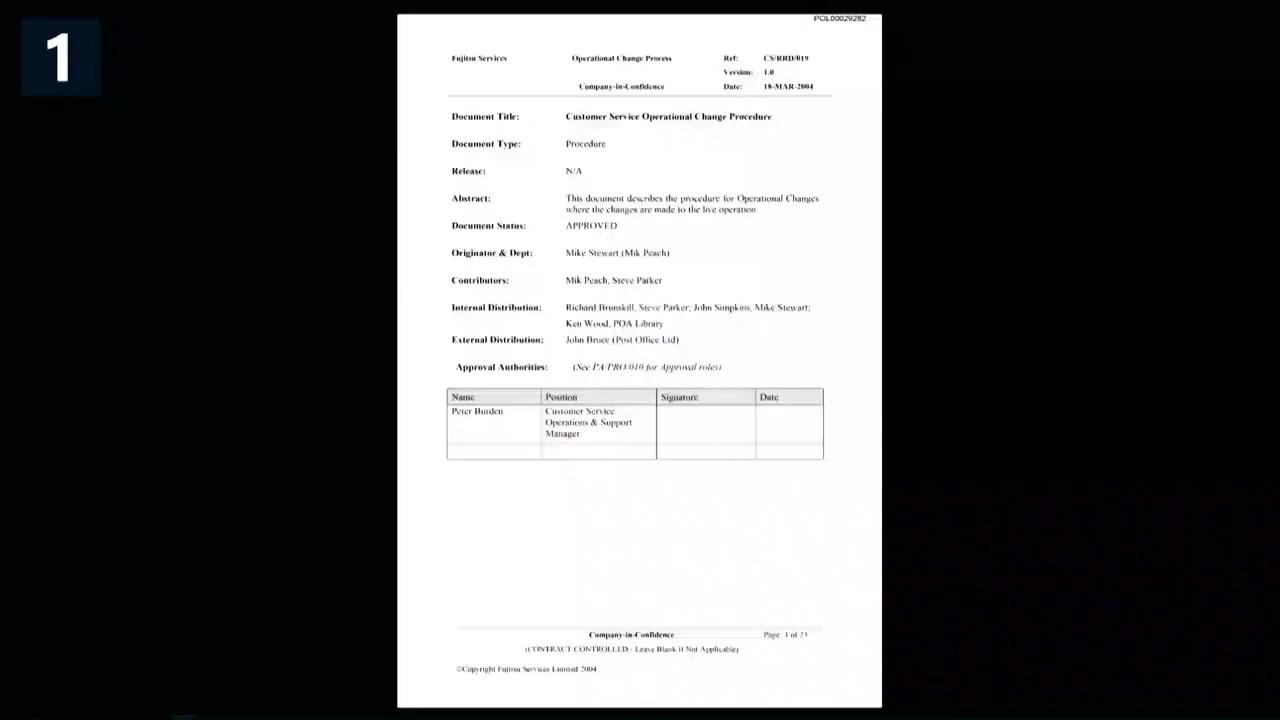 1
POL00029282
Fujitsu Services Operational Change Process Ref: CS/RRD/019
Version: 1.0
Company-in-Confidence Date: 18-MAR-2004
Document Title: Customer Service Operational Change Procedure
Document Type: Procedure
Release: N/A
Abstract: This document describes the procedure for Operational Changes
where the changes are made to the live operation
Document Status: APPROVED
Originator & Dept: Mike Stewart (Mik Peach)
Contributors: Mik Peach, Steve Parker
Internal Distribution: Richard Brunskill, Steve Parker; John Simpkins, Mike Stewart;
Ken Wood, POA Library
External Distribution: John Bruce (Post Office Ltd)
Approval Authorities: (See PA/PRO/010 for Approval roles)
Name Position Signature Date
Peter Burden Customer Service
Operations & Support
Manager
Company-in-Confidence Page: 1 of 23
(CONTRACT CONTROLLED - Leave Blank if Not Applicable)
©Copyright Fujitsu Services Limited 2004